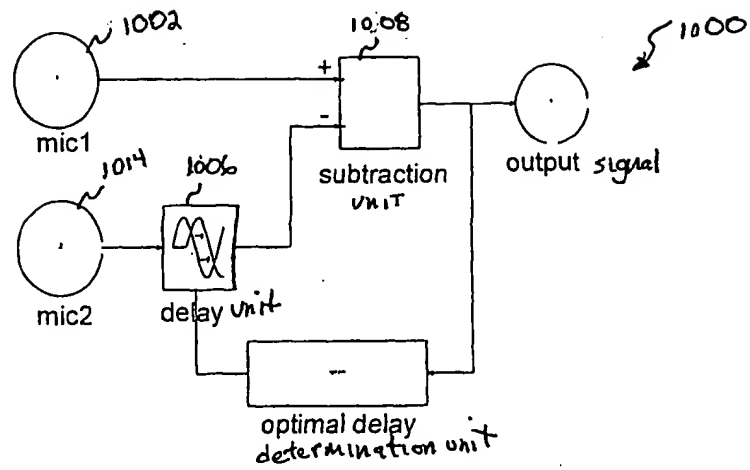 1002
1008
1000
+
mic1
-
subtraction
unit
output signal
1014
1006
mic2
delay unit
optimal delay
determination unit